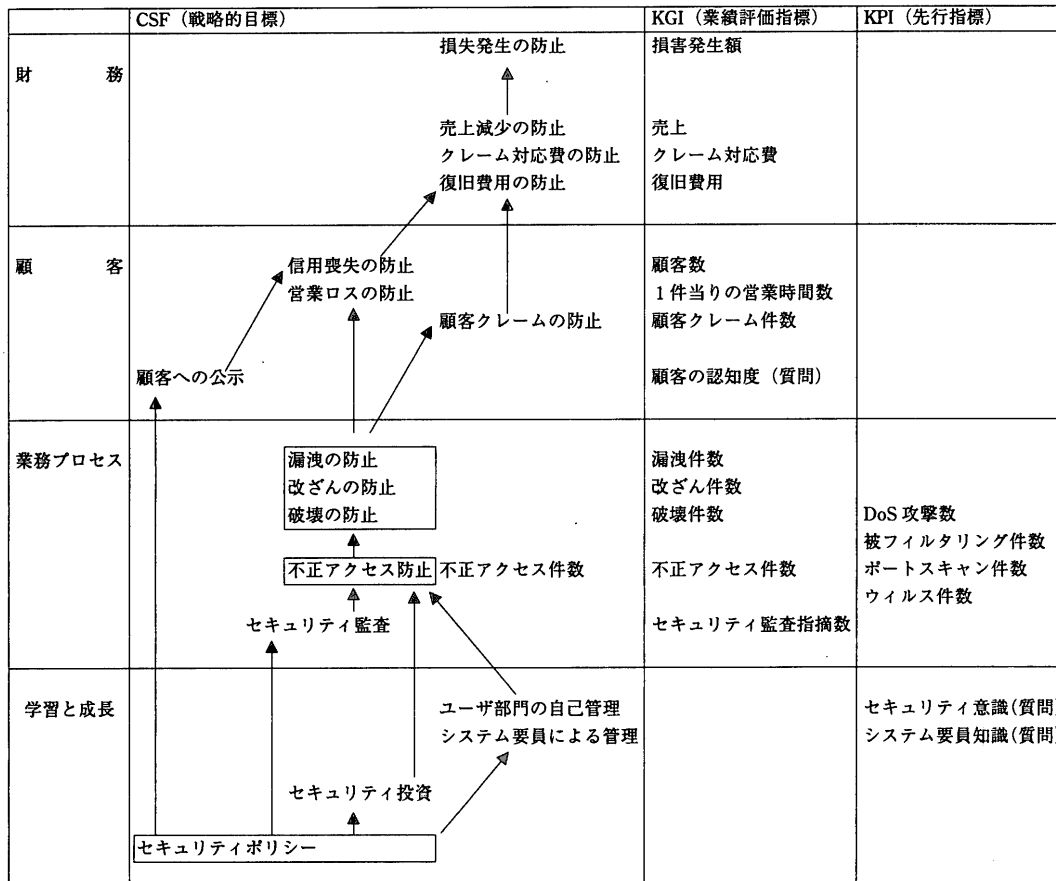 CSF（戦略的目標） KGI（業績評価指標） KPI（先行指標）
財務 損失発生の防止 損害発生額
売上減少の防止 売上
クレーム対応費の防止 クレーム対応費
復旧費用の防止 復旧費用
顧客 信用喪失の防止 顧客数
営業ロスの防止 1件当りの営業時間数
顧客クレームの防止 顧客クレーム件数
顧客への公示 顧客の認知度（質問）
業務プロセス 漏洩の防止 漏洩件数
改ざんの防止 改ざん件数
破壊の防止 破壊件数 DoS攻撃数
被フィルタリング件数
不正アクセス防止 不正アクセス件数 不正アクセス件数 ポートスキャン件数
ウィルス件数
セキュリティ監査 セキュリティ監査指摘数
学習と成長 ユーザ部門の自己管理 セキュリティ意識（質問）
システム要員による管理 システム要員知識（質問）
セキュリティ投資
セキュリティポリシー